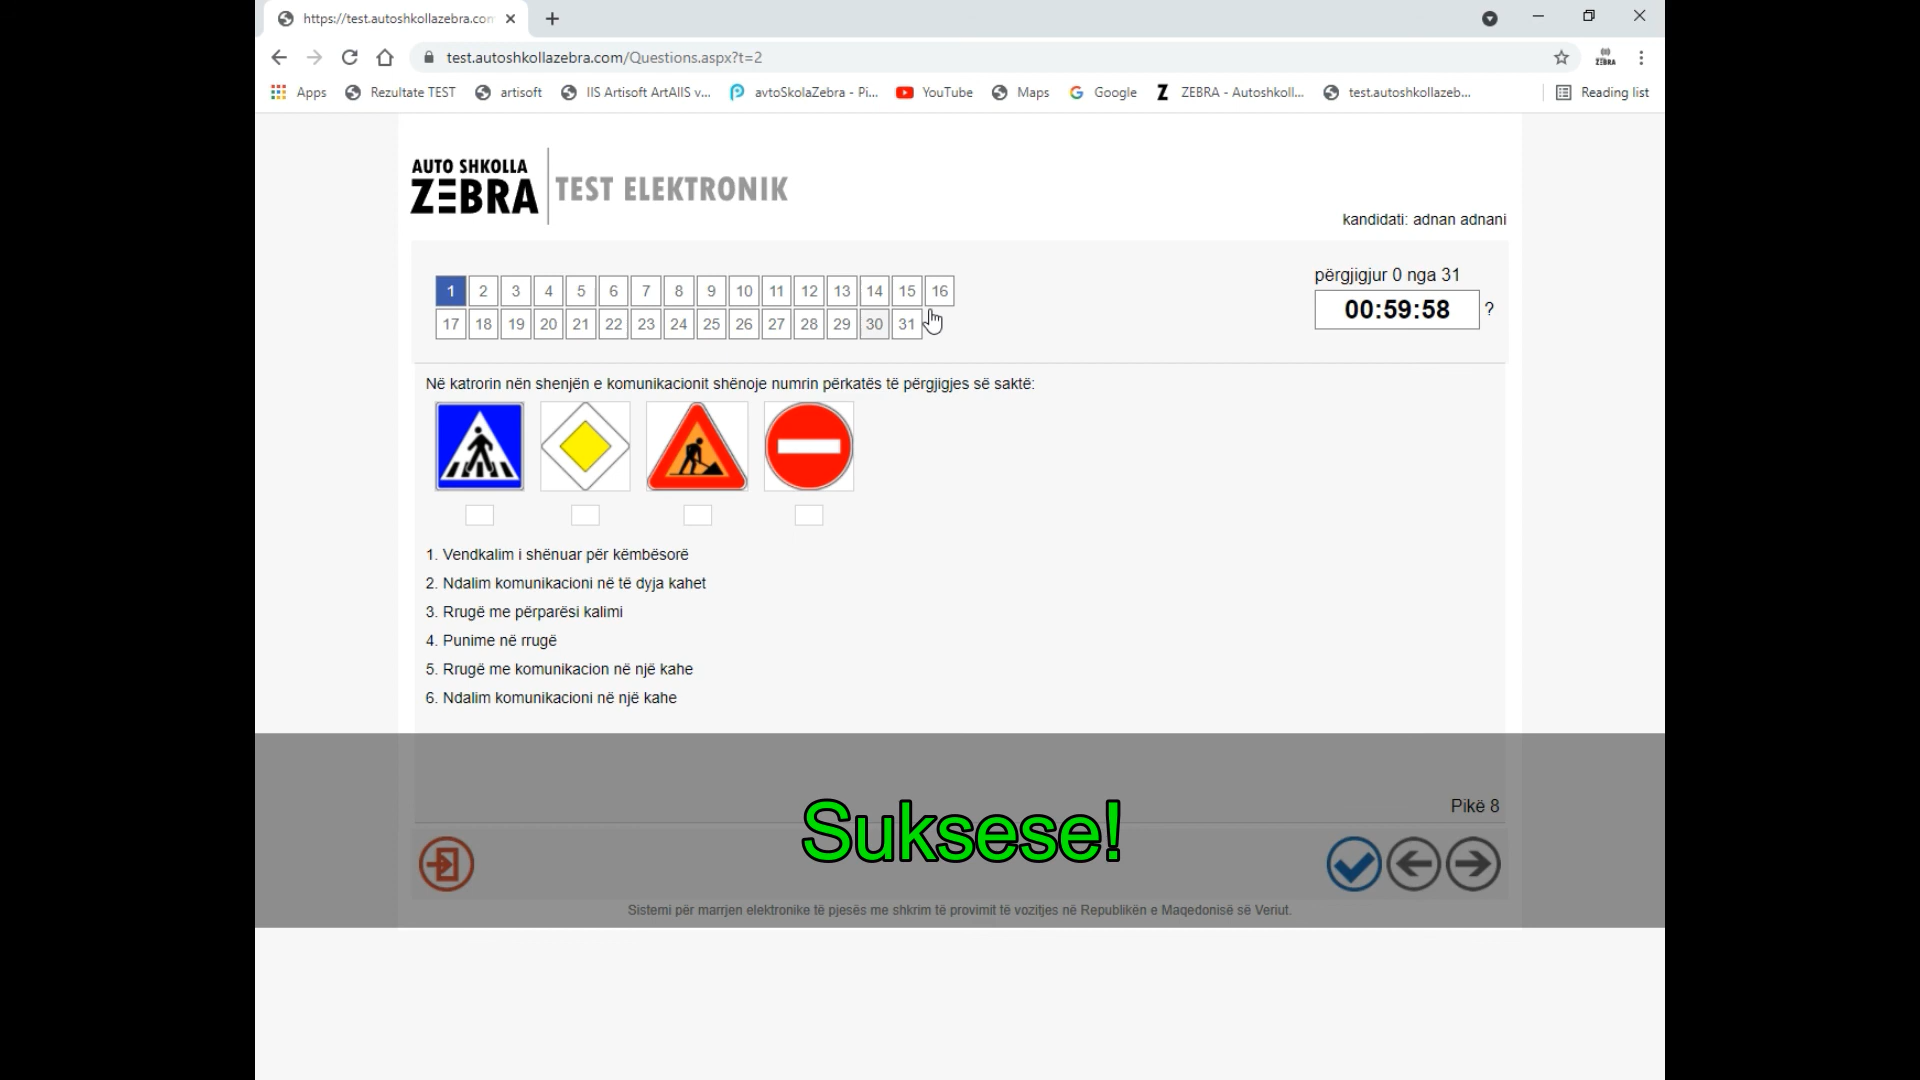 https://test.autoshkollazebra.com
test.autoshkollazebra.com/Questions.aspx?t=2
Apps Rezultate TEST artisoft IIS Artisoft ArtAIIS v... avtoSkolaZebra - Pi... YouTube Maps Google ZEBRA - Autoshkoll... test.autoshkollazeb... Reading list
AUTO SHKOLLA
ZEBRA
TEST ELEKTRONIK
kandidati: adnan adnani
1 2 3 4 5 6 7 8 9 10 11 12 13 14 15 16
17 18 19 20 21 22 23 24 25 26 27 28 29 30 31
përgjigjur 0 nga 31
00:59:58 ?
Në katrorin nën shenjën e komunikacionit shënoje numrin përkatës të përgjigjes së saktë:
1. Vendkalim i shënuar për këmbësorë
2. Ndalim komunikacioni në të dyja kahet
3. Rrugë me përparësi kalimi
4. Punime në rrugë
5. Rrugë me komunikacion në një kahe
6. Ndalim komunikacioni në një kahe
Pikë 8
Suksese!
Sistemi për marrjen elektronike të pjesës me shkrim të provimit të vozitjes në Republikën e Maqedonisë së Veriut.